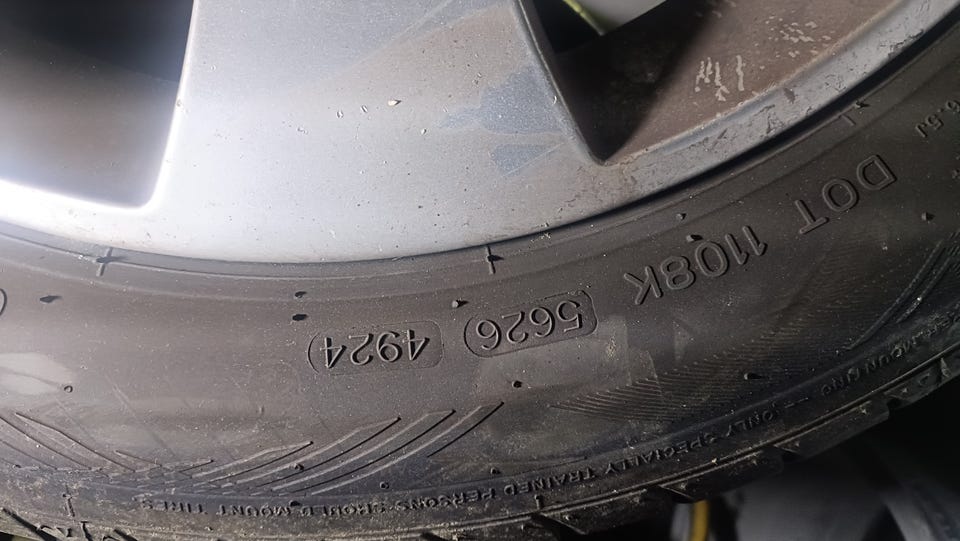 DOT 1108K 5626 4924
ONLY SPECIALLY TRAINED PERSONS SHOULD MOUNT TIRES